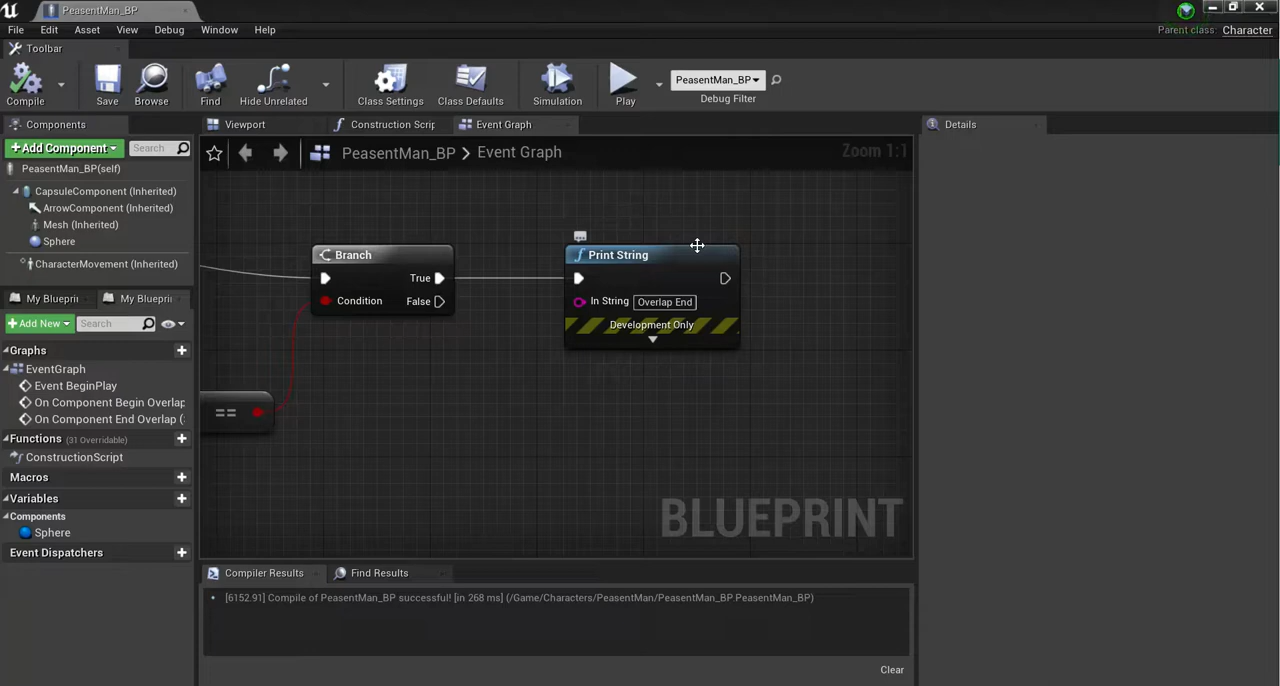 PeasentMan_BP
File Edit Asset View Debug Window Help
Parent class: Character
Toolbar
Compile Save Browse Find Hide Unrelated Class Settings Class Defaults Simulation Play PeasentMan_BP
Debug Filter
Components
Viewport Construction Scrip Event Graph
Details
+Add Component Search
PeasentMan_BP > Event Graph
Zoom 1:1
PeasentMan_BP(self)
CapsuleComponent (Inherited)
ArrowComponent (Inherited)
Mesh (Inherited)
Sphere
CharacterMovement (Inherited)
My Blueprii My Bluepri
+Add New Search
Graphs
EventGraph
Event BeginPlay
On Component Begin Overlap
On Component End Overlap (
Functions (31 Overridable)
ConstructionScript
Macros
Variables
Components
Sphere
Event Dispatchers
Branch
True
Condition False
==
Print String
In String Overlap End
Development Only
BLUEPRINT
Compiler Results Find Results
[6152.91] Compile of PeasentMan_BP successful! [in 268 ms] (/Game/Characters/PeasentMan/PeasentMan_BP.PeasentMan_BP)
Clear